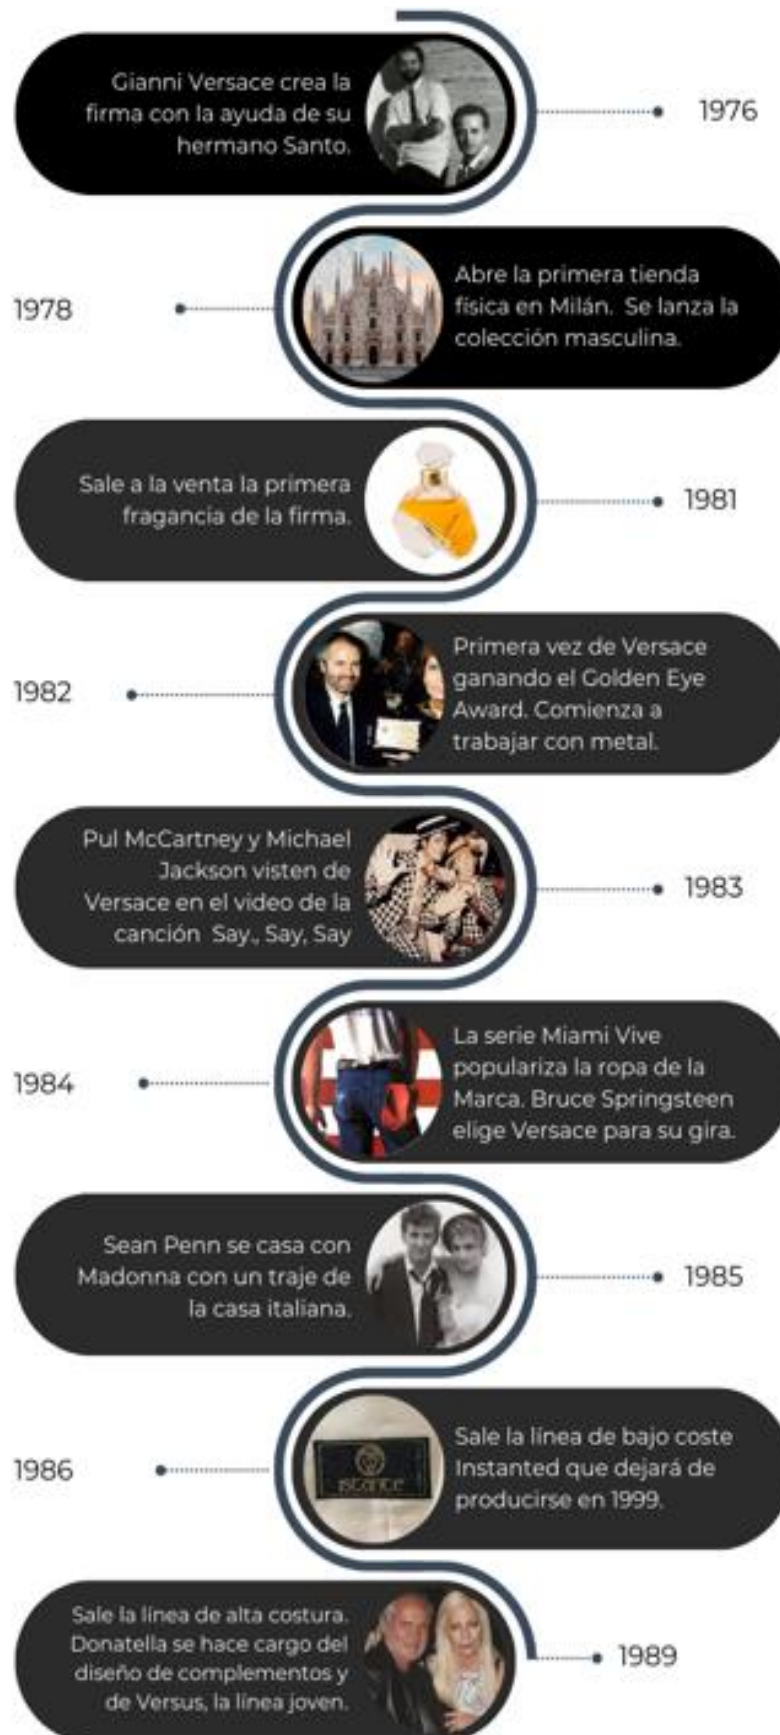 Gianni Versace crea la
firma con la ayuda de su
hermano Santo.
1976
1978
Abre la primera tienda
física en Milán. Se lanza la
colección masculina.
Sale a la venta la primera
fragancia de la firma.
1981
1982
Primera vez de Versace
ganando el Golden Eye
Award. Comienza a
trabajar con metal.
Pul McCartney y Michael
Jackson visten de
Versace en el video de la
canción Say., Say, Say
1983
1984
La serie Miami Vive
populariza la ropa de la
Marca. Bruce Springsteen
elige Versace para su gira.
Sean Penn se casa con
Madonna con un traje de
la casa italiana.
1985
1986
istante
Sale la línea de bajo coste
Instanted que dejará de
producirse en 1999.
Sale la línea de alta costura.
Donatella se hace cargo del
diseño de complementos y
de Versus, la línea joven.
1989